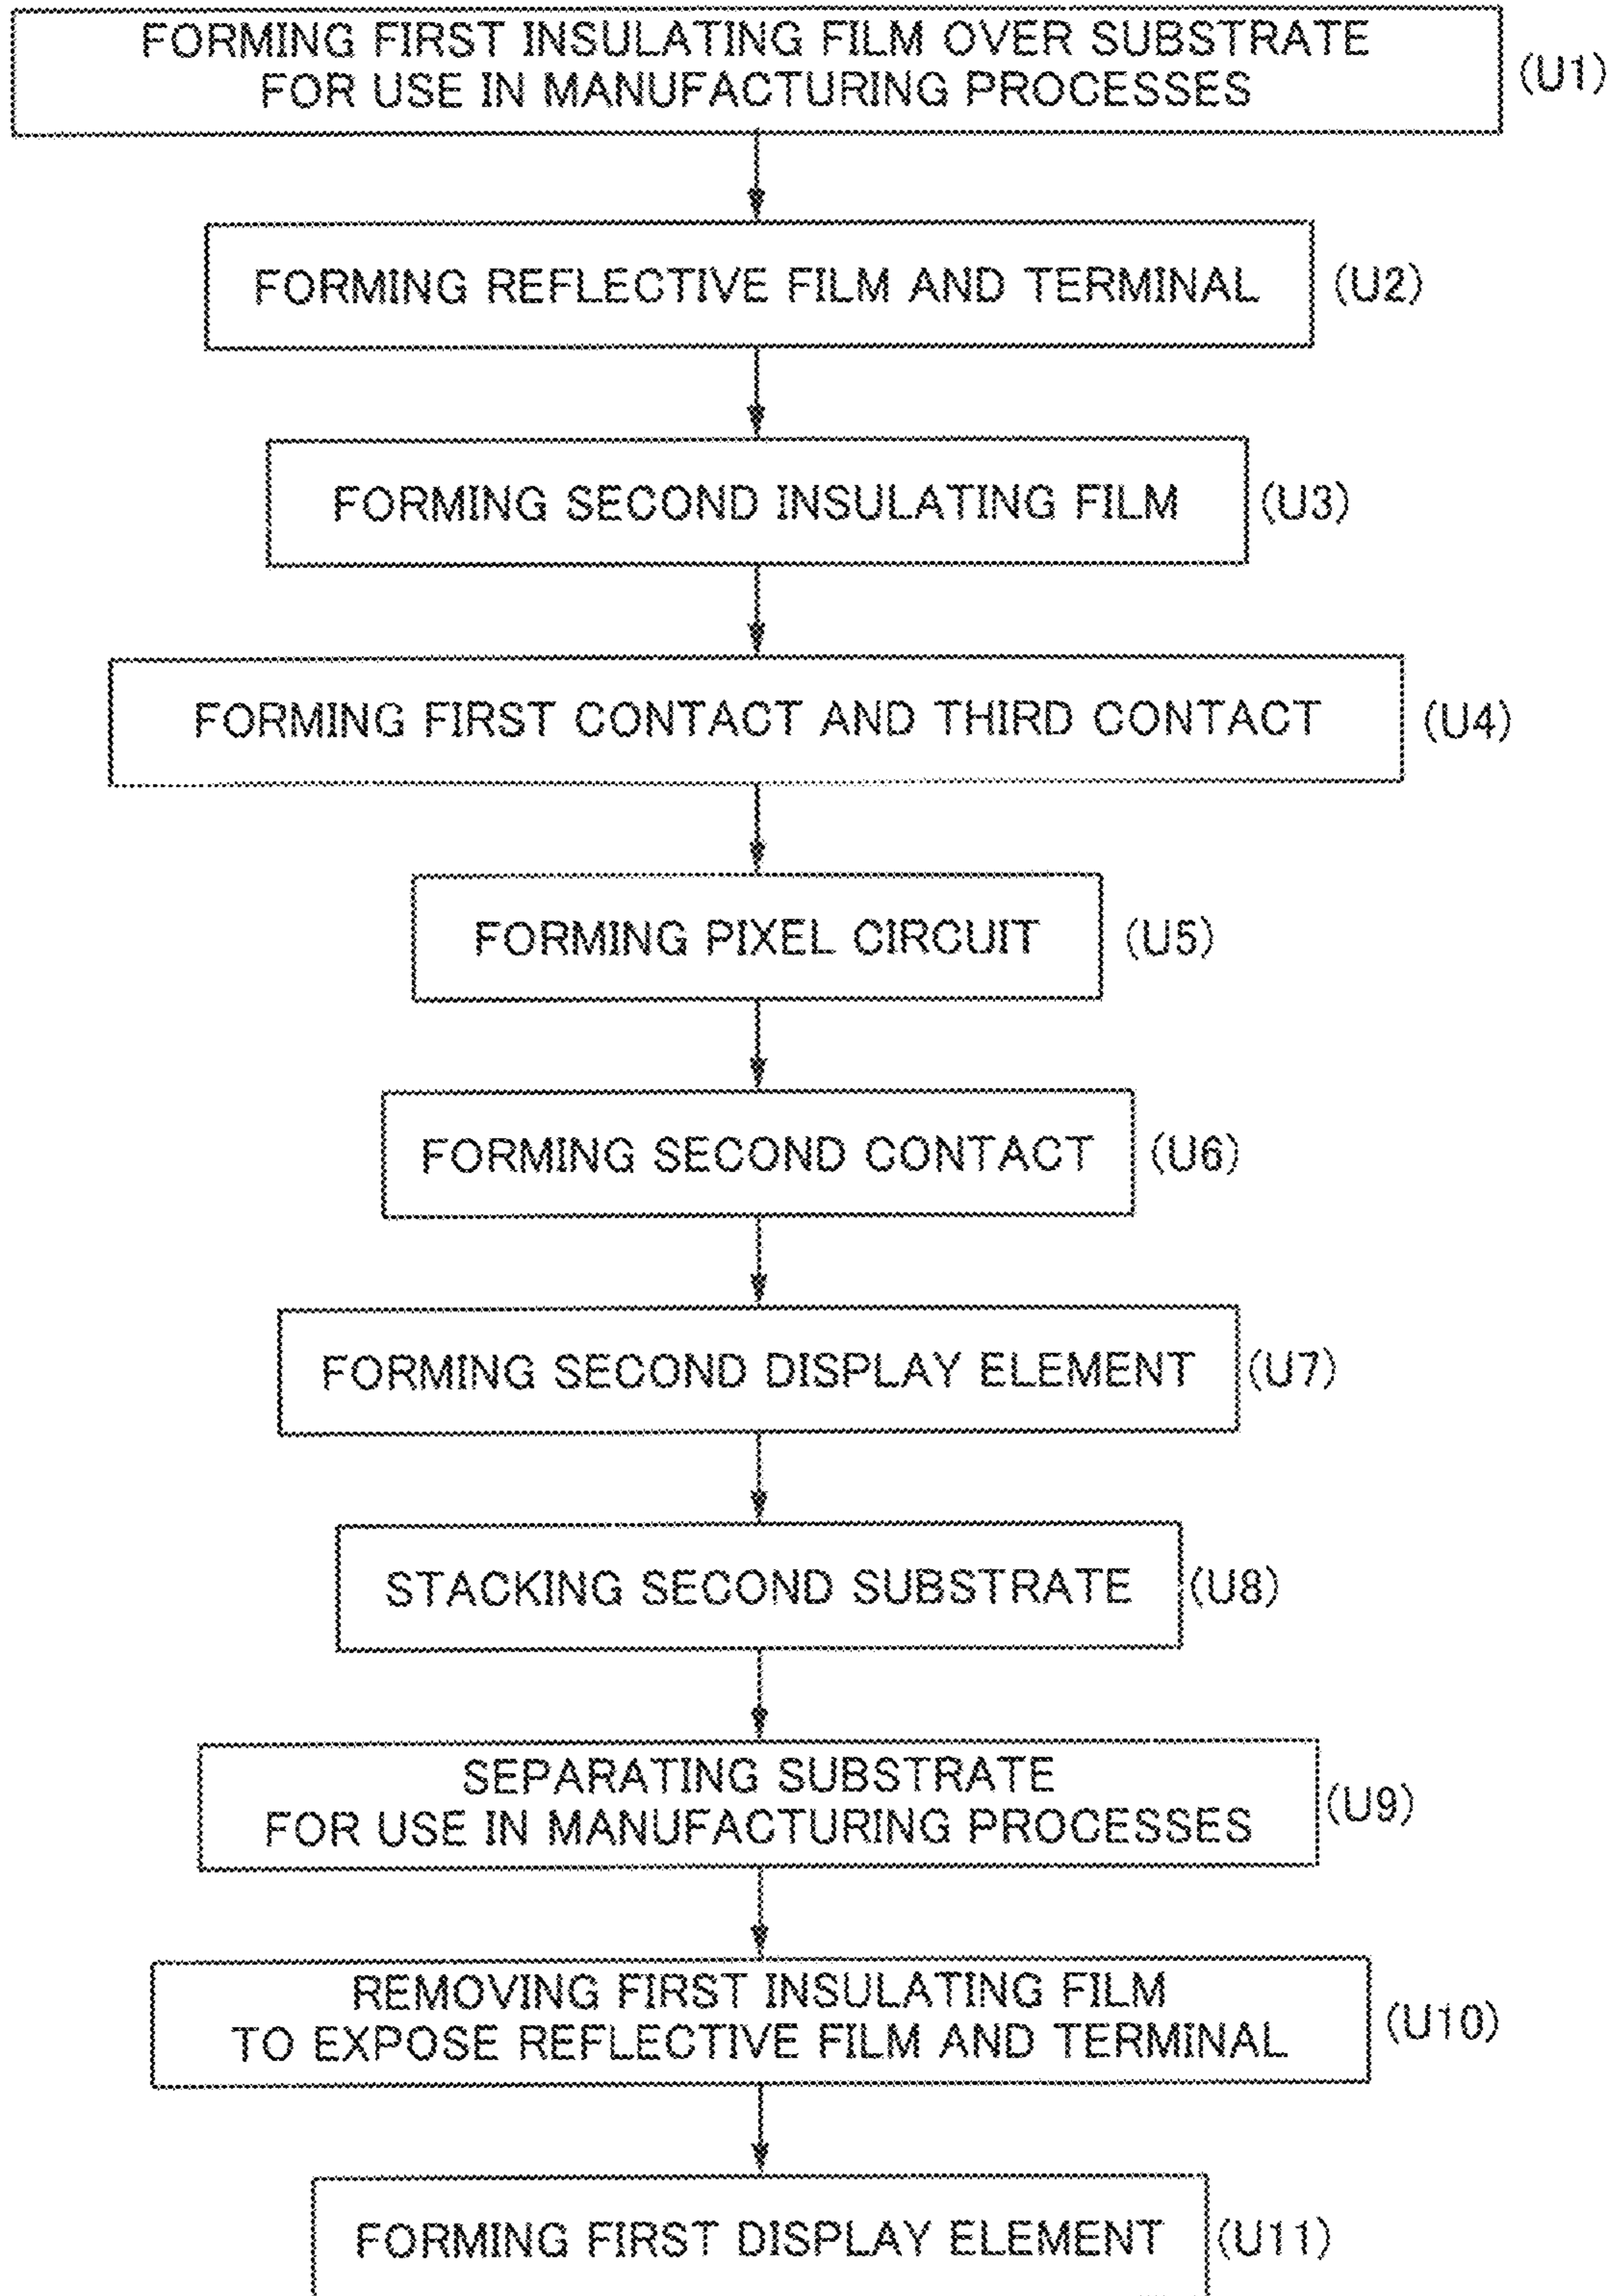 FORMING FIRST INSULATING FILM OVER SUBSTRATE
FOR USE IN MANUFACTURING PROCESSES
(U1)
FORMING REFLECTIVE FILM AND TERMINAL
(U2)
FORMING SECOND INSULATING FILM
(U3)
FORMING FIRST CONTACT AND THIRD CONTACT
(U4)
FORMING PIXEL CIRCUIT
(U5)
FORMING SECOND CONTACT
(U6)
FORMING SECOND DISPLAY ELEMENT
(U7)
STACKING SECOND SUBSTRATE
(U8)
SEPARATING SUBSTRATE
FOR USE IN MANUFACTURING PROCESSES
(U9)
REMOVING FIRST INSULATING FILM
TO EXPOSE REFLECTIVE FILM AND TERMINAL
(U10)
FORMING FIRST DISPLAY ELEMENT
(U11)